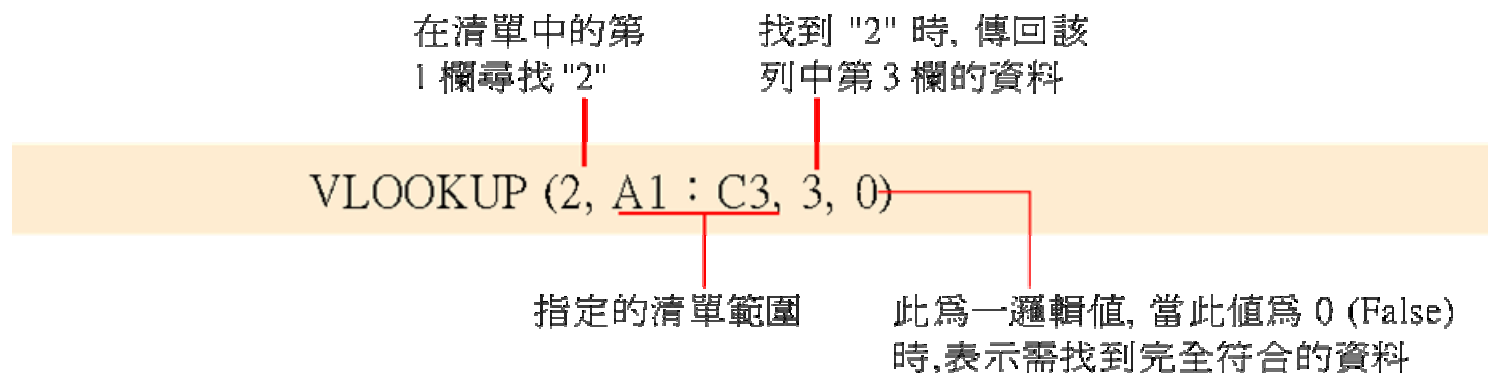 在清單中的第
1 欄尋找 "2"
找到 "2" 時, 傳回該
列中第 3 欄的資料
VLOOKUP (2, A1：C3, 3, 0)
指定的清單範圍
此為一邏輯值, 當此值為 0 (False)
時,表示需找到完全符合的資料